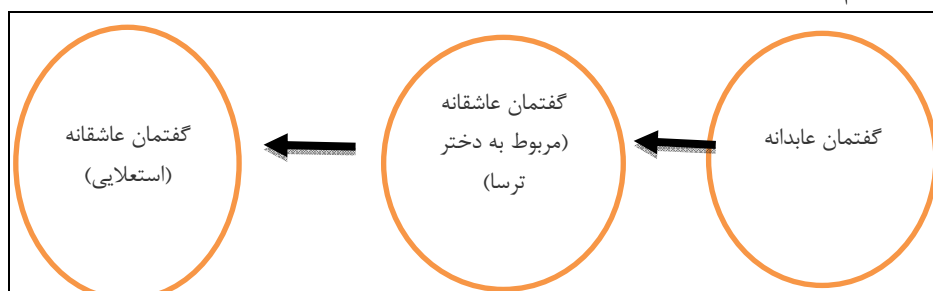 گفتمان عابدانه
گفتمان عاشقانه
(مربوط به دختر
ترسا)
گفتمان عاشقانه
(استعلایی)